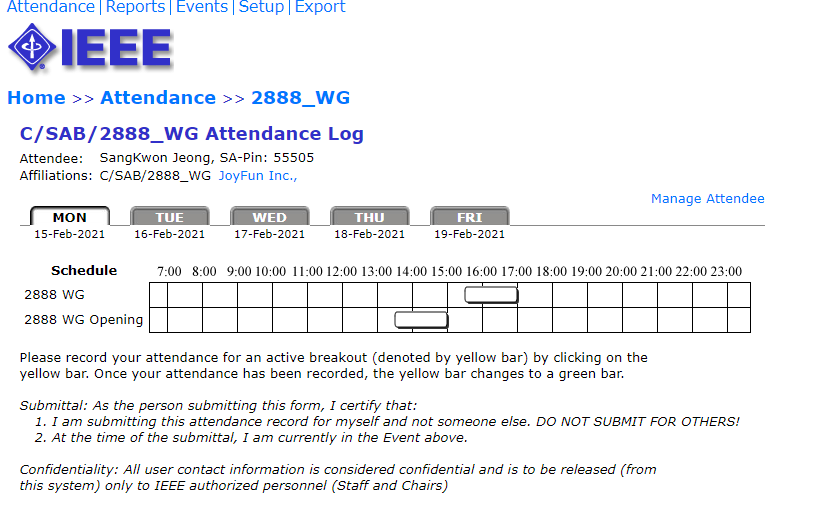 Attendance | Reports | Events | Setup | Export
IEEE
Home >> Attendance >> 2888_WG
C/SAB/2888_WG Attendance Log
Attendee: SangKwon Jeong, SA-Pin: 55505
Affiliations: C/SAB/2888_WG JoyFun Inc.,
Manage Attendee
MON TUE WED THU FRI
15-Feb-2021 16-Feb-2021 17-Feb-2021 18-Feb-2021 19-Feb-2021
Schedule 7:00 8:00 9:00 10:00 11:00 12:00 13:00 14:00 15:00 16:00 17:00 18:00 19:00 20:00 21:00 22:00 23:00
2888 WG
2888 WG Opening
Please record your attendance for an active breakout (denoted by yellow bar) by clicking on the
yellow bar. Once your attendance has been recorded, the yellow bar changes to a green bar.
Submittal: As the person submitting this form, I certify that:
1. I am submitting this attendance record for myself and not someone else. DO NOT SUBMIT FOR OTHERS!
2. At the time of the submittal, I am currently in the Event above.
Confidentiality: All user contact information is considered confidential and is to be released (from
this system) only to IEEE authorized personnel (Staff and Chairs)